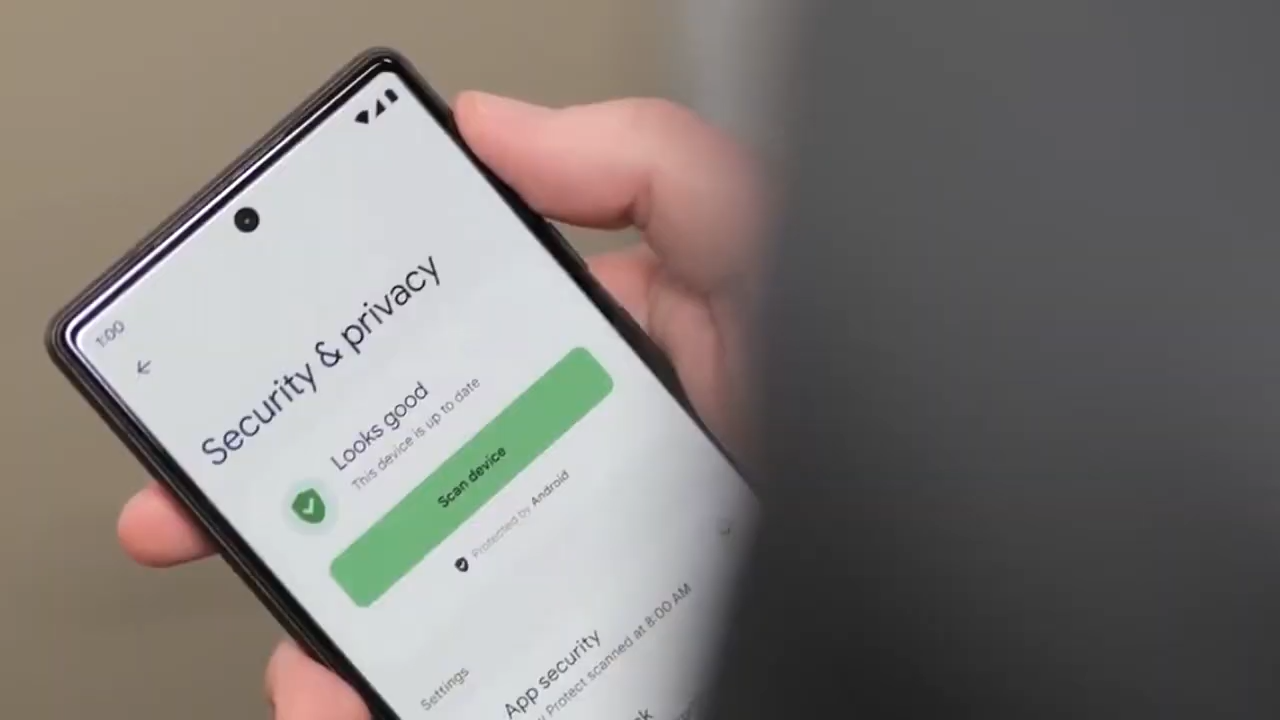 1:00
Security & privacy
Looks good
This device is up to date
Scan device
Protected by Android
Settings
App security
Protect scanned at 8:00 AM